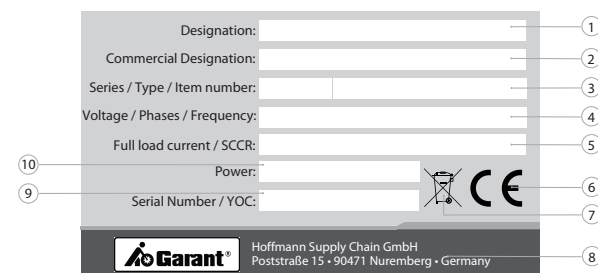 Designation: 1
Commercial Designation: 2
Series / Type / Item number: 3
Voltage / Phases / Frequency: 4
Full load current / SCCR: 5
10 Power:
6
9 Serial Number / YOC:
CE
7
Garant®
Hoffmann Supply Chain GmbH
Poststraße 15 • 90471 Nuremberg • Germany 8